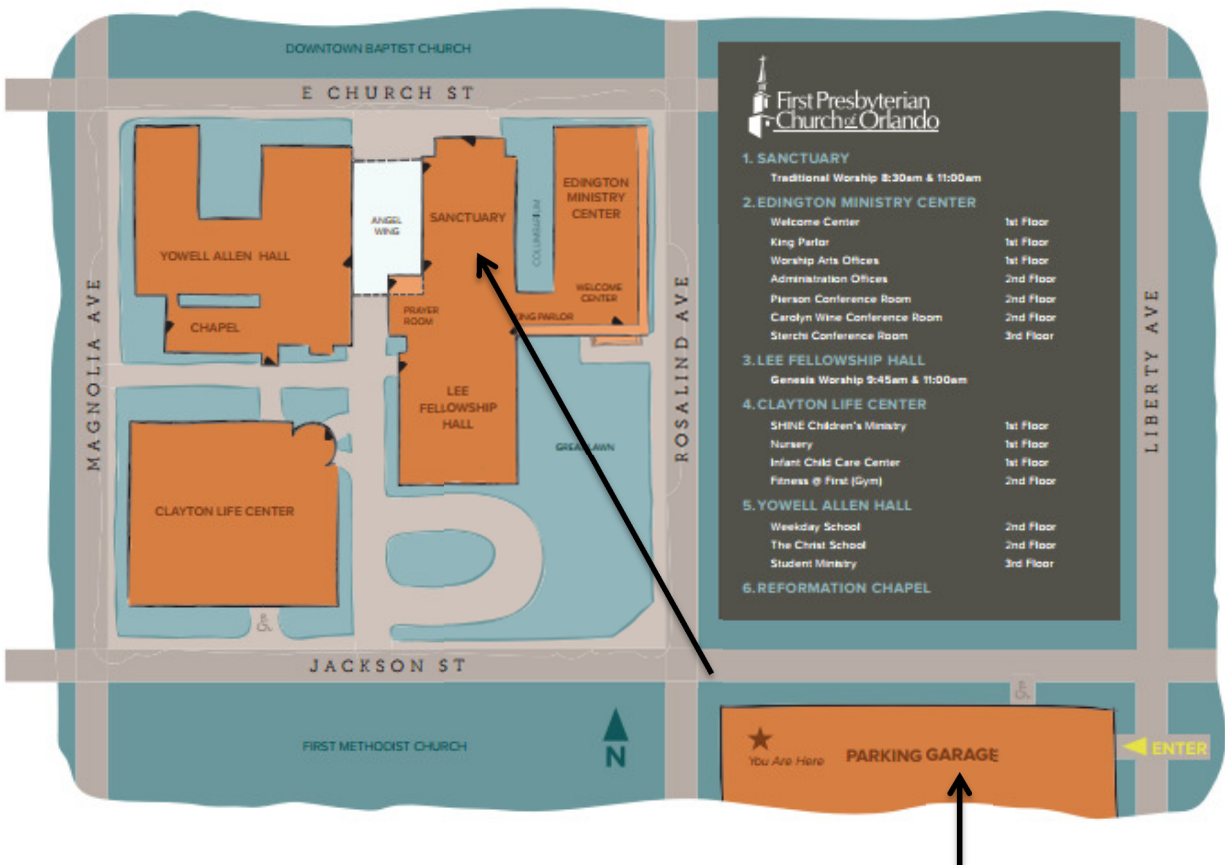 DOWNTOWN BAPTIST CHURCH
E CHURCH ST
MAGNOLIA AVE
YOWELL ALLEN HALL
CHAPEL
ANGEL
WING
SANCTUARY
COLUMBARIUM
EDINGTON
MINISTRY
CENTER
WELCOME
CENTER
PRAYER
ROOM
KING PARLOR
LEE
FELLOWSHIP
HALL
GREAT LAWN
CLAYTON LIFE CENTER
ROSALIND AVE
JACKSON ST
FIRST METHODIST CHURCH
N
First Presbyterian
Church of Orlando
1. SANCTUARY
Traditional Worship 8:30am & 11:00am
2. EDINGTON MINISTRY CENTER
Welcome Center 1st Floor
King Parlor 1st Floor
Worship Arts Offices 1st Floor
Administration Offices 2nd Floor
Pierson Conference Room 2nd Floor
Carolyn Wine Conference Room 2nd Floor
Sterchi Conference Room 3rd Floor
3. LEE FELLOWSHIP HALL
Genesis Worship 9:45am & 11:00am
4. CLAYTON LIFE CENTER
SHINE Children's Ministry 1st Floor
Nursery 1st Floor
Infant Child Care Center 1st Floor
Fitness @ First (Gym) 2nd Floor
5. YOWELL ALLEN HALL
Weekday School 2nd Floor
The Christ School 2nd Floor
Student Ministry 3rd Floor
6. REFORMATION CHAPEL
LIBERTY AVE
You Are Here
PARKING GARAGE
ENTER